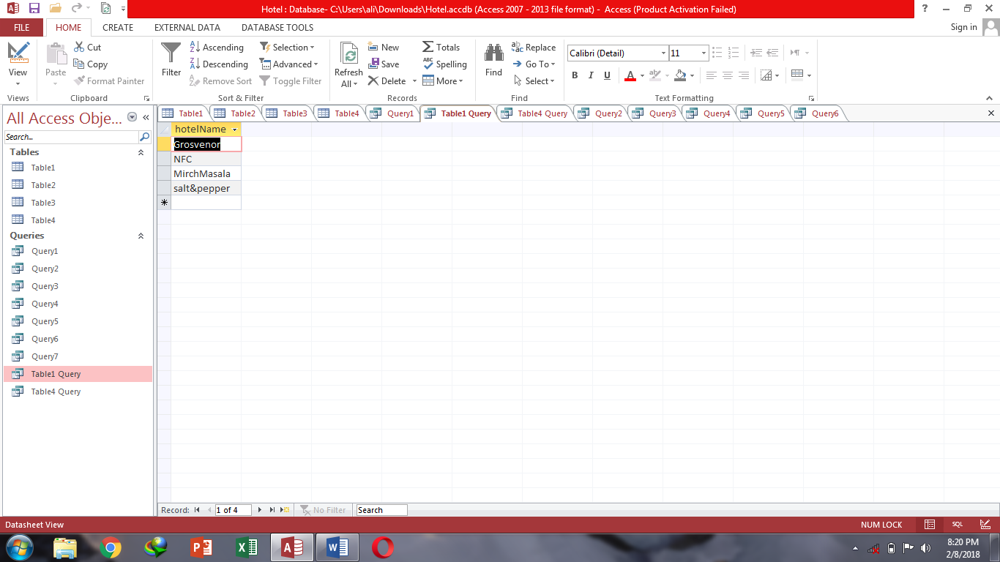 Hotel : Database- C:\Users\ali\Downloads\Hotel.accdb (Access 2007 - 2013 file format) - Access (Product Activation Failed)
FILE HOME CREATE EXTERNAL DATA DATABASE TOOLS Sign in
View
Views
Paste
Cut
Copy
Format Painter
Clipboard
Filter
Ascending
Descending
Remove Sort
Selection
Advanced
Toggle Filter
Sort & Filter
Refresh
All
New
Save
Delete
Totals
Spelling
More
Records
Find
Replace
Go To
Select
Find
Calibri (Detail) 11
B I U A
Text Formatting
All Access Obje...
Search...
Tables
Table1
Table2
Table3
Table4
Queries
Query1
Query2
Query3
Query4
Query5
Query6
Query7
Table1 Query
Table4 Query
Table1 Table2 Table3 Table4 Query1 Table1 Query Table4 Query Query2 Query3 Query4 Query5 Query6
hotelName
Grosvenor
NFC
MirchMasala
salt&pepper
Record: 1 of 4 No Filter Search
Datasheet View NUM LOCK SQL
8:20 PM
2/8/2018